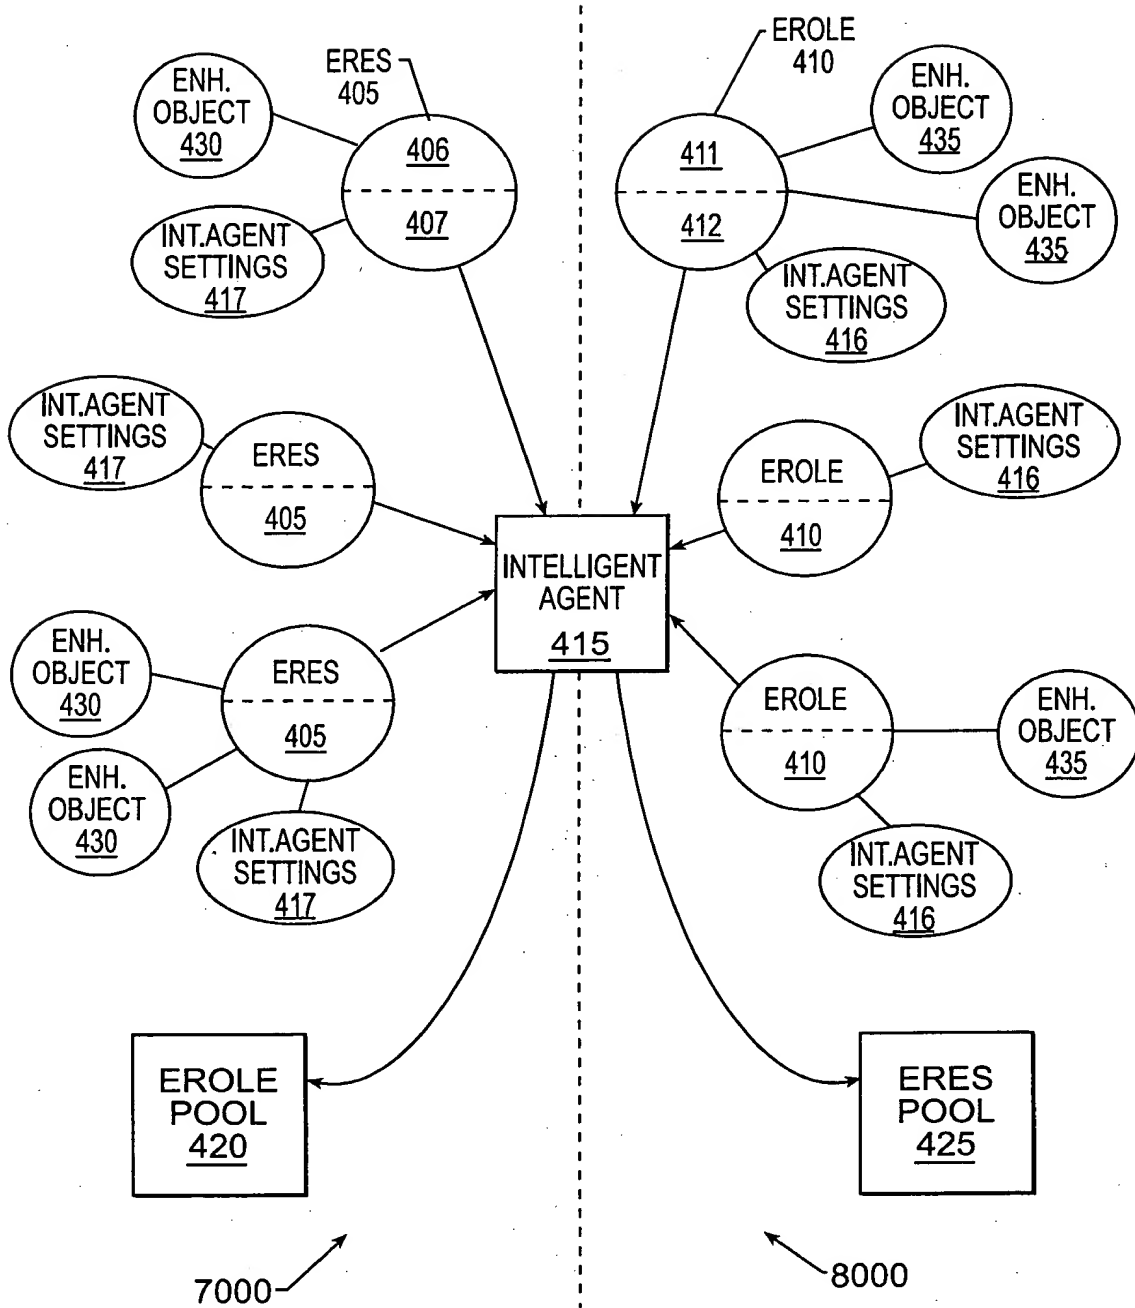 ENH.
OBJECT
430
ERES
405
406
407
INT.AGENT
SETTINGS
417
EROLE
410
411
412
ENH.
OBJECT
435
ENH.
OBJECT
435
INT.AGENT
SETTINGS
416
INT.AGENT
SETTINGS
417
ERES
405
EROLE
410
INT.AGENT
SETTINGS
416
INTELLIGENT
AGENT
415
ENH.
OBJECT
430
ENH.
OBJECT
430
ERES
405
INT.AGENT
SETTINGS
417
EROLE
410
ENH.
OBJECT
435
INT.AGENT
SETTINGS
416
EROLE
POOL
420
ERES
POOL
425
7000
8000